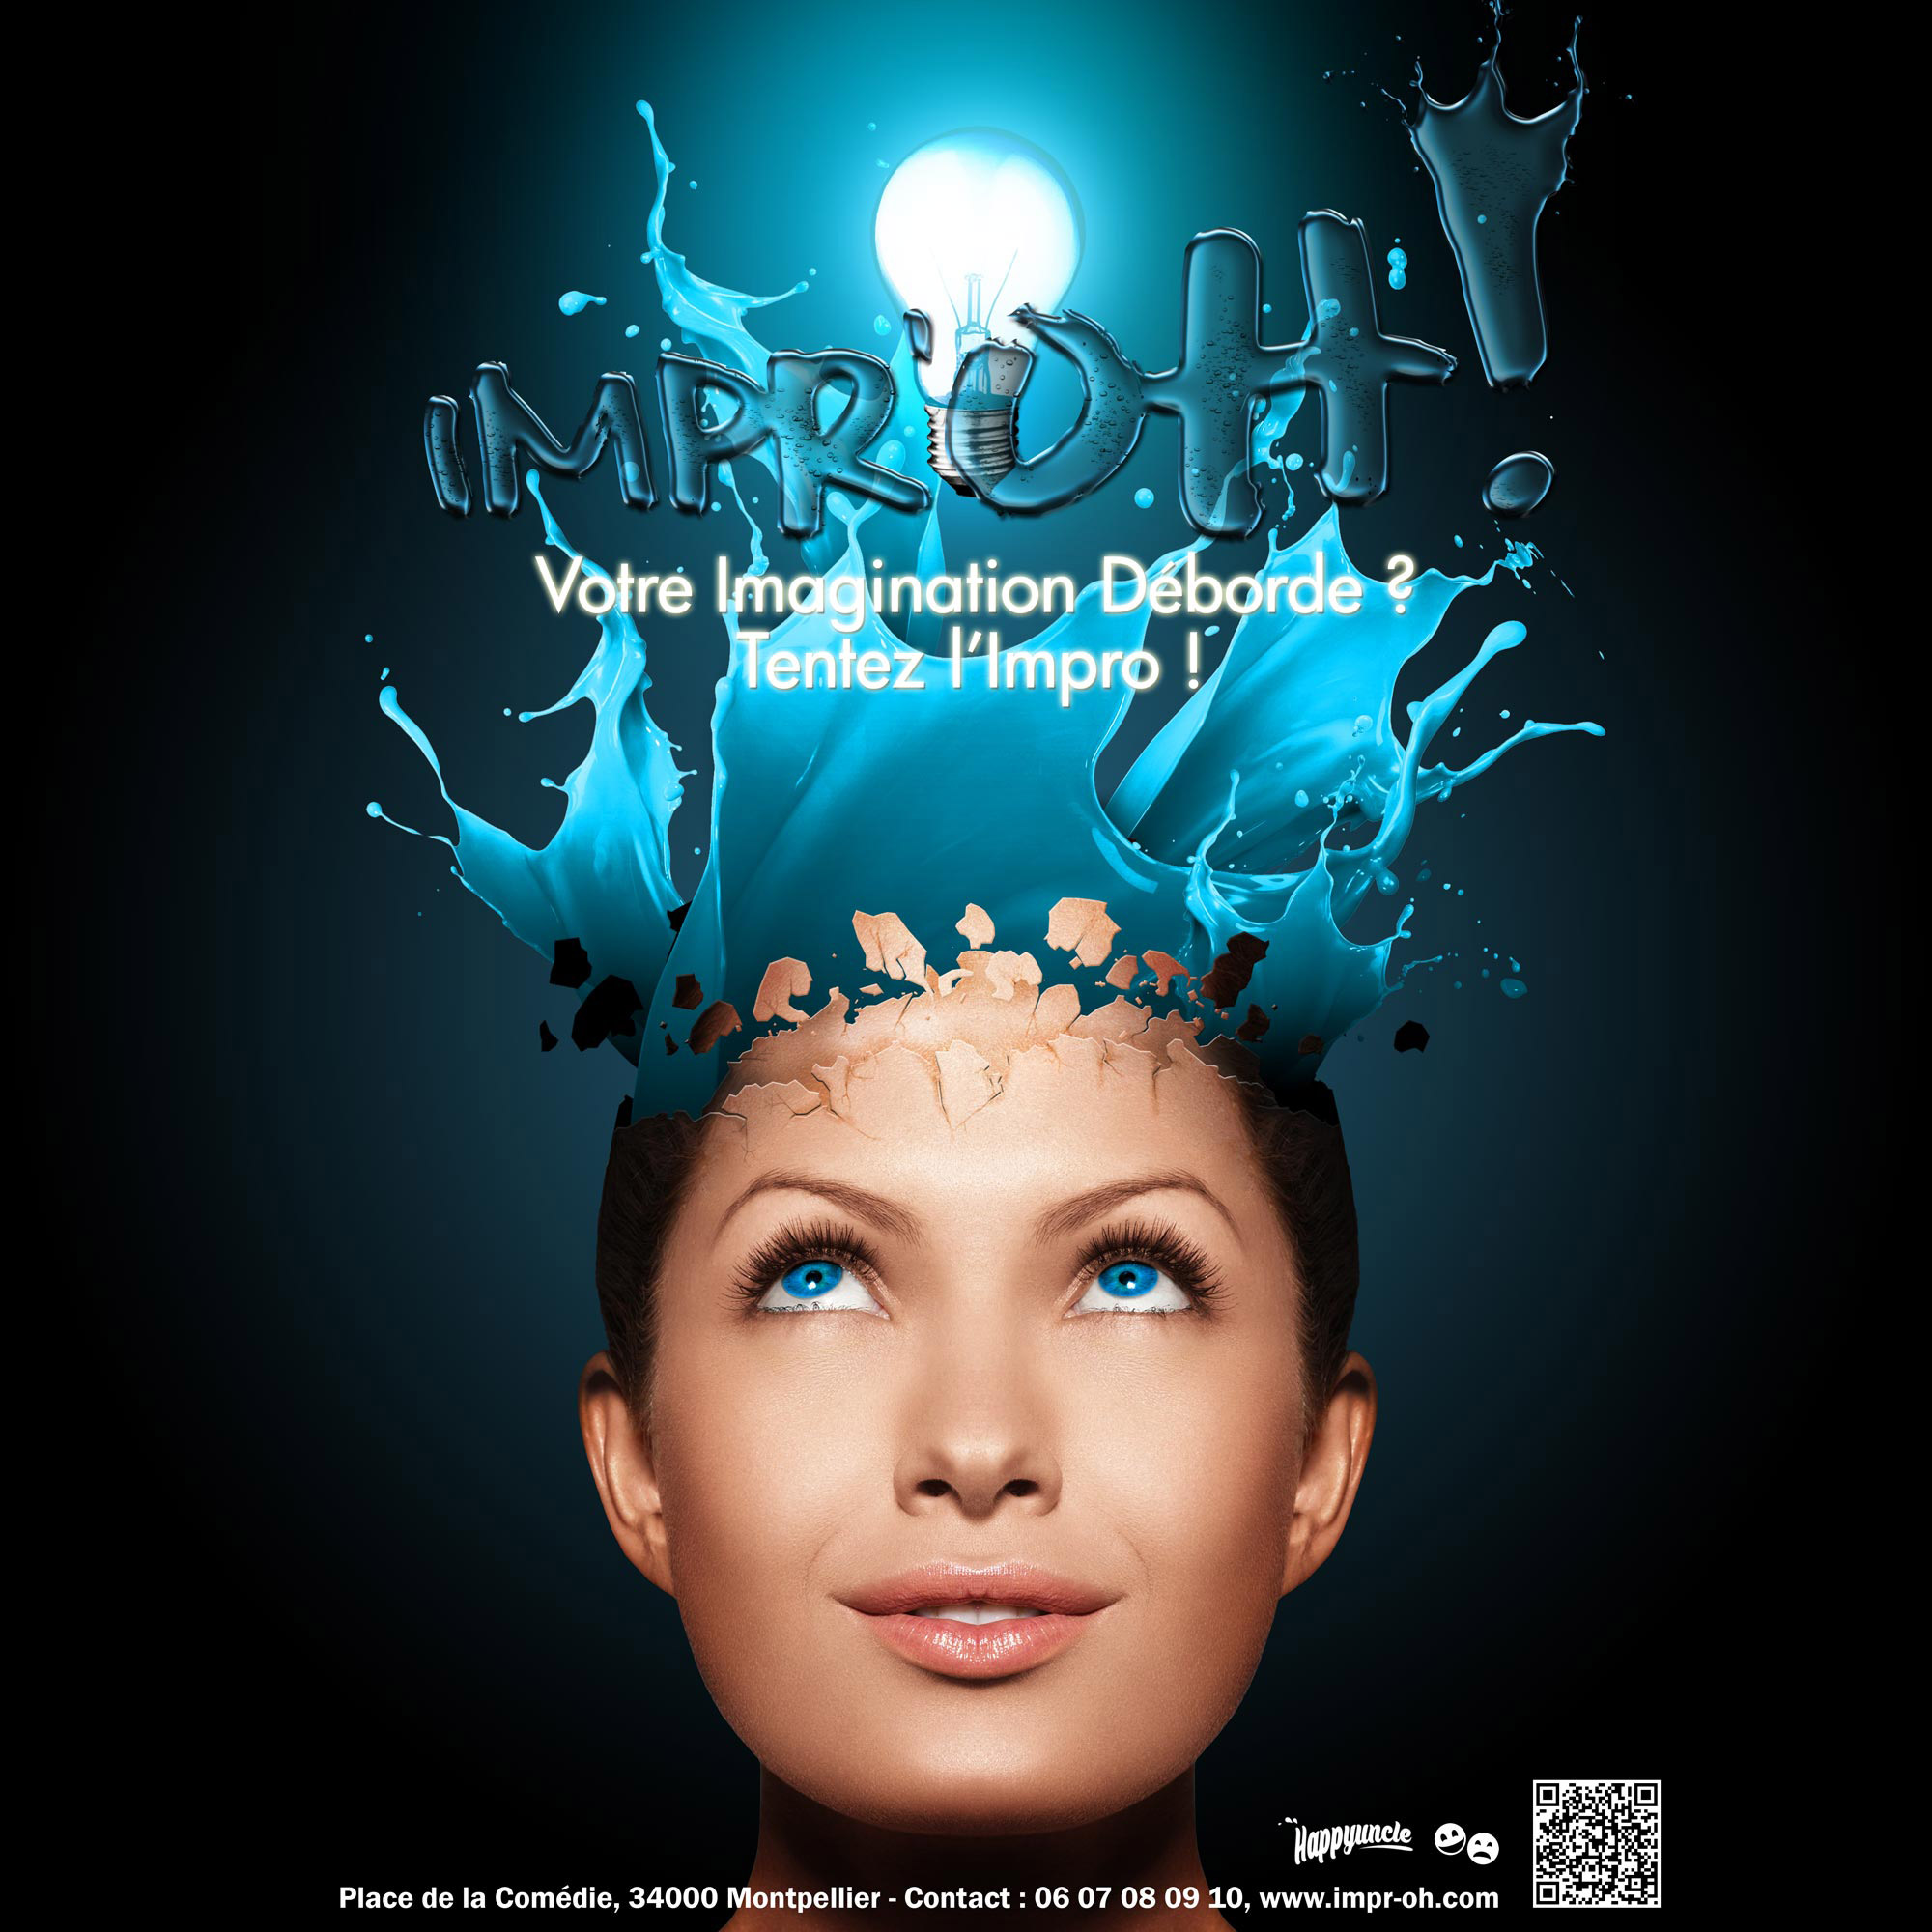 IMPR'OH!
Votre Imagination Déborde ?
Tentez l'Impro !
Happyuncle
Place de la Comédie, 34000 Montpellier - Contact : 06 07 08 09 10, www.impr-oh.com